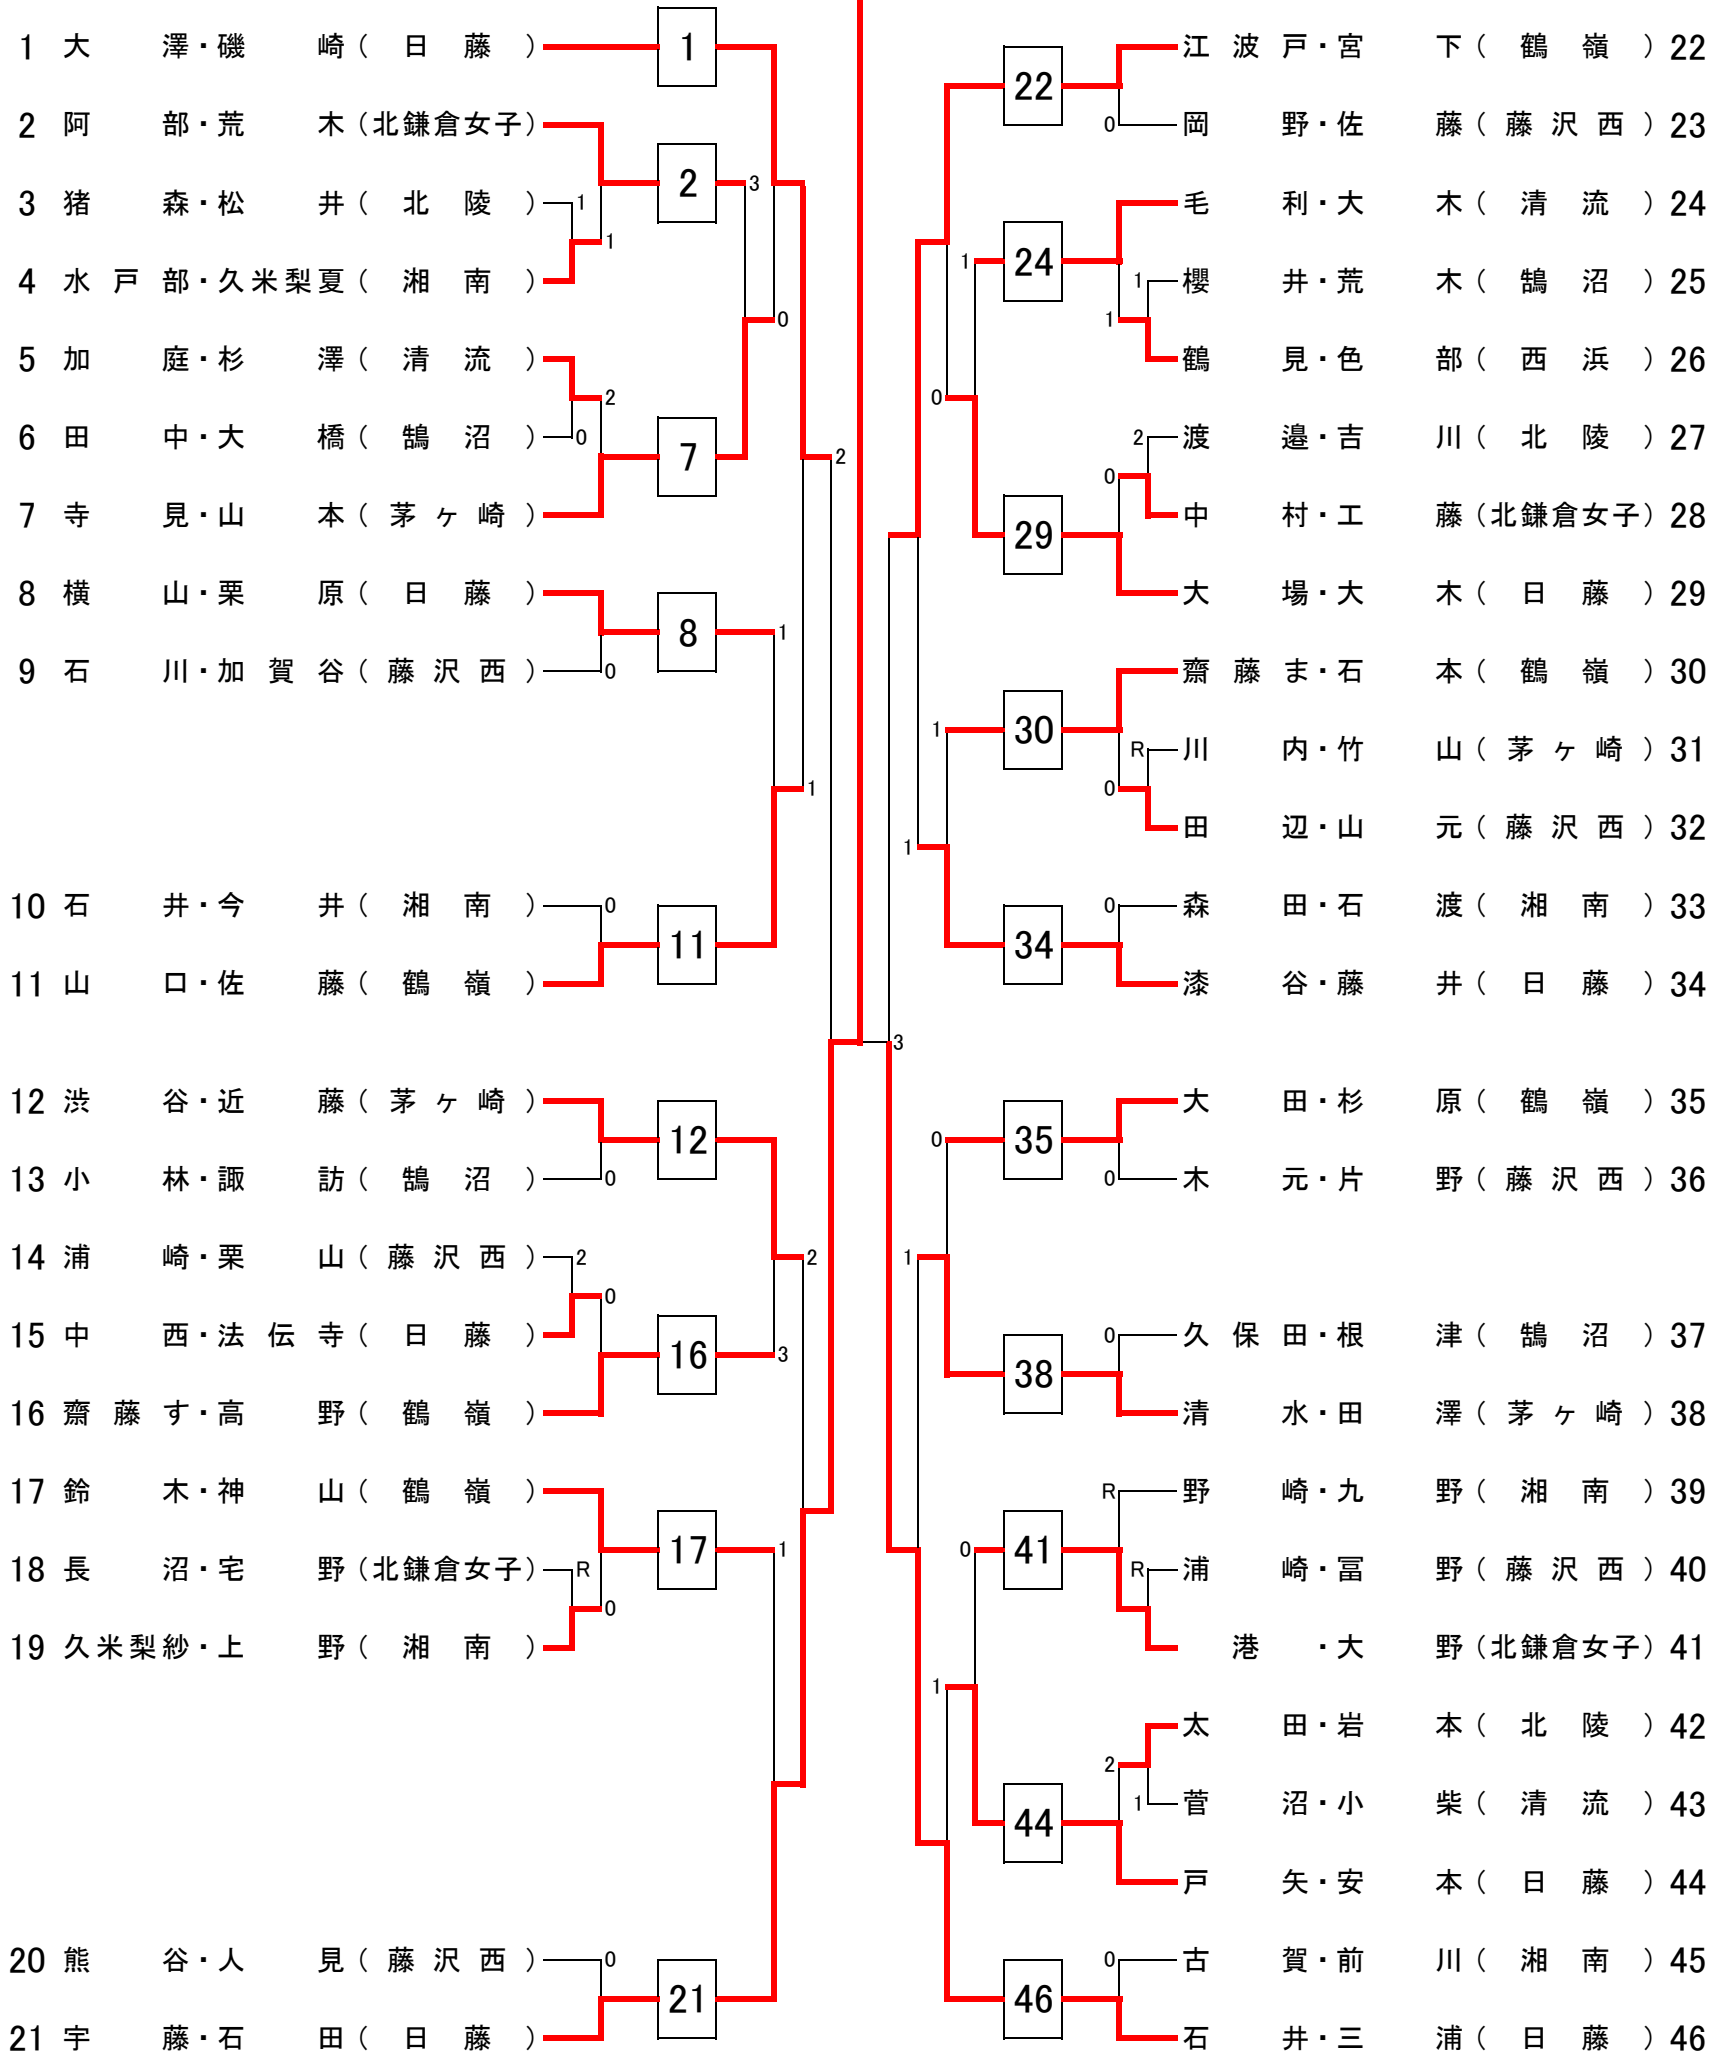 1 大 澤・磯 崎 ( 日 藤 )
2 阿 部・荒 木 (北鎌倉女子)
3 猪 森・松 井 ( 北 陵 )
4 水 戸 部・久米梨夏 ( 湘 南 )
5 加 庭・杉 澤 ( 清 流 )
6 田 中・大 橋 ( 鵠 沼 )
7 寺 見・山 本 ( 茅 ヶ 崎 )
8 横 山・栗 原 ( 日 藤 )
9 石 川・加 賀 谷 ( 藤 沢 西 )
10 石 井・今 井 ( 湘 南 )
11 山 口・佐 藤 ( 鶴 嶺 )
12 渋 谷・近 藤 ( 茅 ヶ 崎 )
13 小 林・諏 訪 ( 鵠 沼 )
14 浦 崎・栗 山 ( 藤 沢 西 )
15 中 西・法 伝 寺 ( 日 藤 )
16 齋 藤 す・高 野 ( 鶴 嶺 )
17 鈴 木・神 山 ( 鶴 嶺 )
18 長 沼・宅 野 (北鎌倉女子)
19 久米梨紗・上 野 ( 湘 南 )
20 熊 谷・人 見 ( 藤 沢 西 )
21 宇 藤・石 田 ( 日 藤 )
1
1
0
2
0
0
0
0
2
0
R
0
0
1
2
7
8
11
12
16
17
21
3
0
1
2
1
2
3
1
3
1
0
0
1
1
1
0
1
0
1
22
24
29
30
34
35
38
41
44
46
0
1
1
2
0
R
0
0
0
0
R
R
2
1
0
江 波 戸・宮 下 ( 鶴 嶺 ) 22
岡 野・佐 藤 ( 藤 沢 西 ) 23
毛 利・大 木 ( 清 流 ) 24
櫻 井・荒 木 ( 鵠 沼 ) 25
鶴 見・色 部 ( 西 浜 ) 26
渡 邉・吉 川 ( 北 陵 ) 27
中 村・工 藤 (北鎌倉女子) 28
大 場・大 木 ( 日 藤 ) 29
齋 藤 ま・石 本 ( 鶴 嶺 ) 30
川 内・竹 山 ( 茅 ヶ 崎 ) 31
田 辺・山 元 ( 藤 沢 西 ) 32
森 田・石 渡 ( 湘 南 ) 33
漆 谷・藤 井 ( 日 藤 ) 34
大 田・杉 原 ( 鶴 嶺 ) 35
木 元・片 野 ( 藤 沢 西 ) 36
久 保 田・根 津 ( 鵠 沼 ) 37
清 水・田 澤 ( 茅 ヶ 崎 ) 38
野 崎・九 野 ( 湘 南 ) 39
浦 崎・冨 野 ( 藤 沢 西 ) 40
港 ・大 野 (北鎌倉女子) 41
太 田・岩 本 ( 北 陵 ) 42
菅 沼・小 柴 ( 清 流 ) 43
戸 矢・安 本 ( 日 藤 ) 44
古 賀・前 川 ( 湘 南 ) 45
石 井・三 浦 ( 日 藤 ) 46